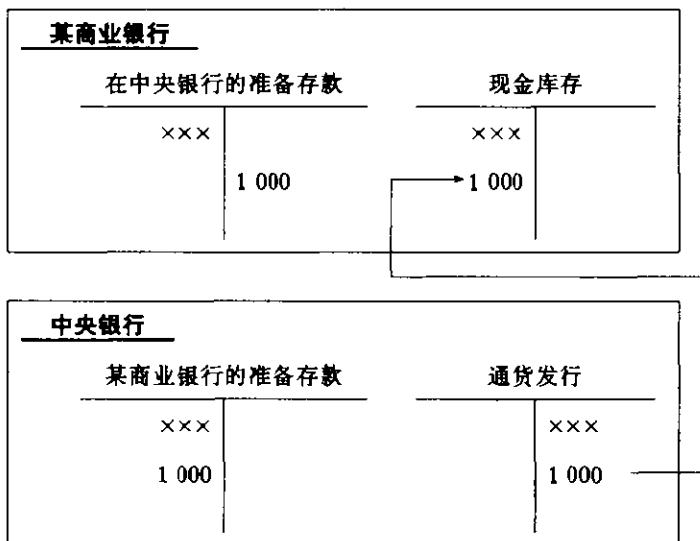 某商业银行
在中央银行的准备存款 现金库存
××× ×××
1 000 1 000
中央银行
某商业银行的准备存款 通货发行
××× ×××
1 000 1 000